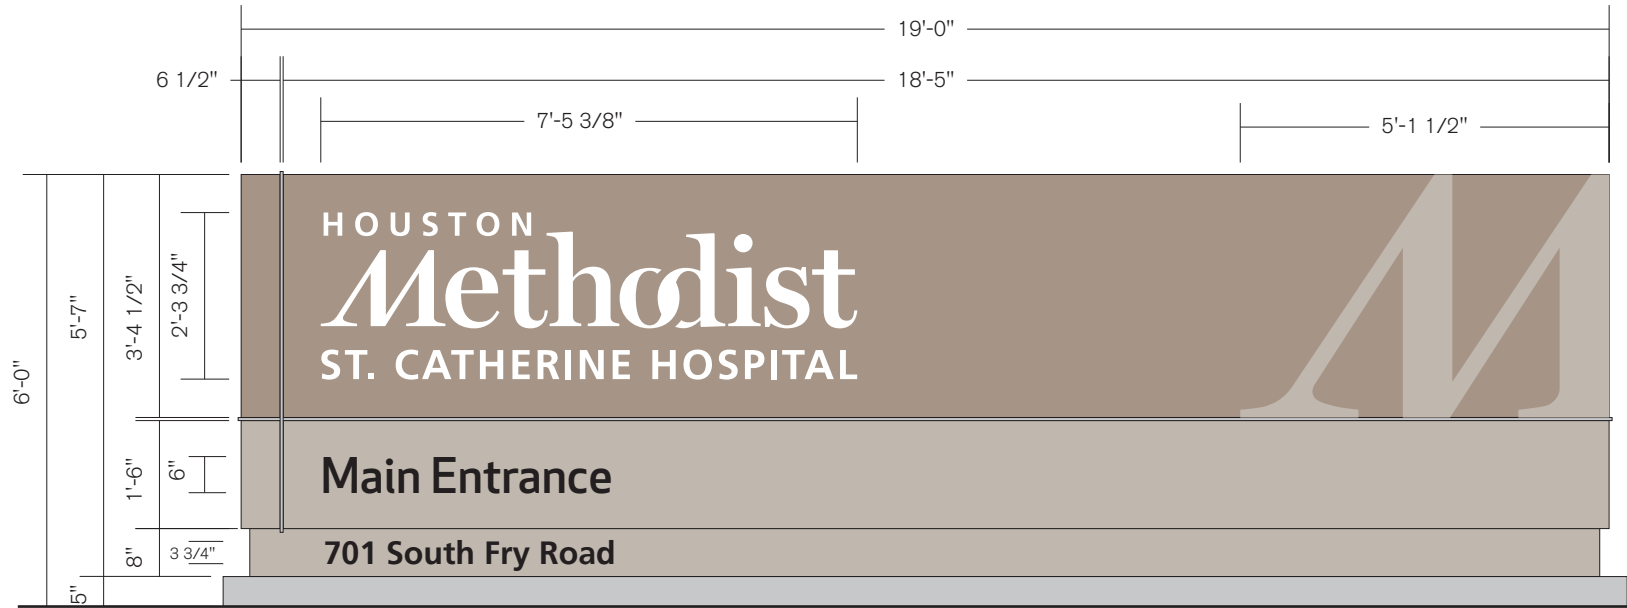 19'-0"
6 1/2"
18'-5"
7'-5 3/8"
5'-1 1/2"
6'-0"
5'-7"
3'-4 1/2"
2'-3 3/4"
HOUSTON
Methodist
ST. CATHERINE HOSPITAL
1'-6"
6"
Main Entrance
8"
3 3/4"
701 South Fry Road
5"